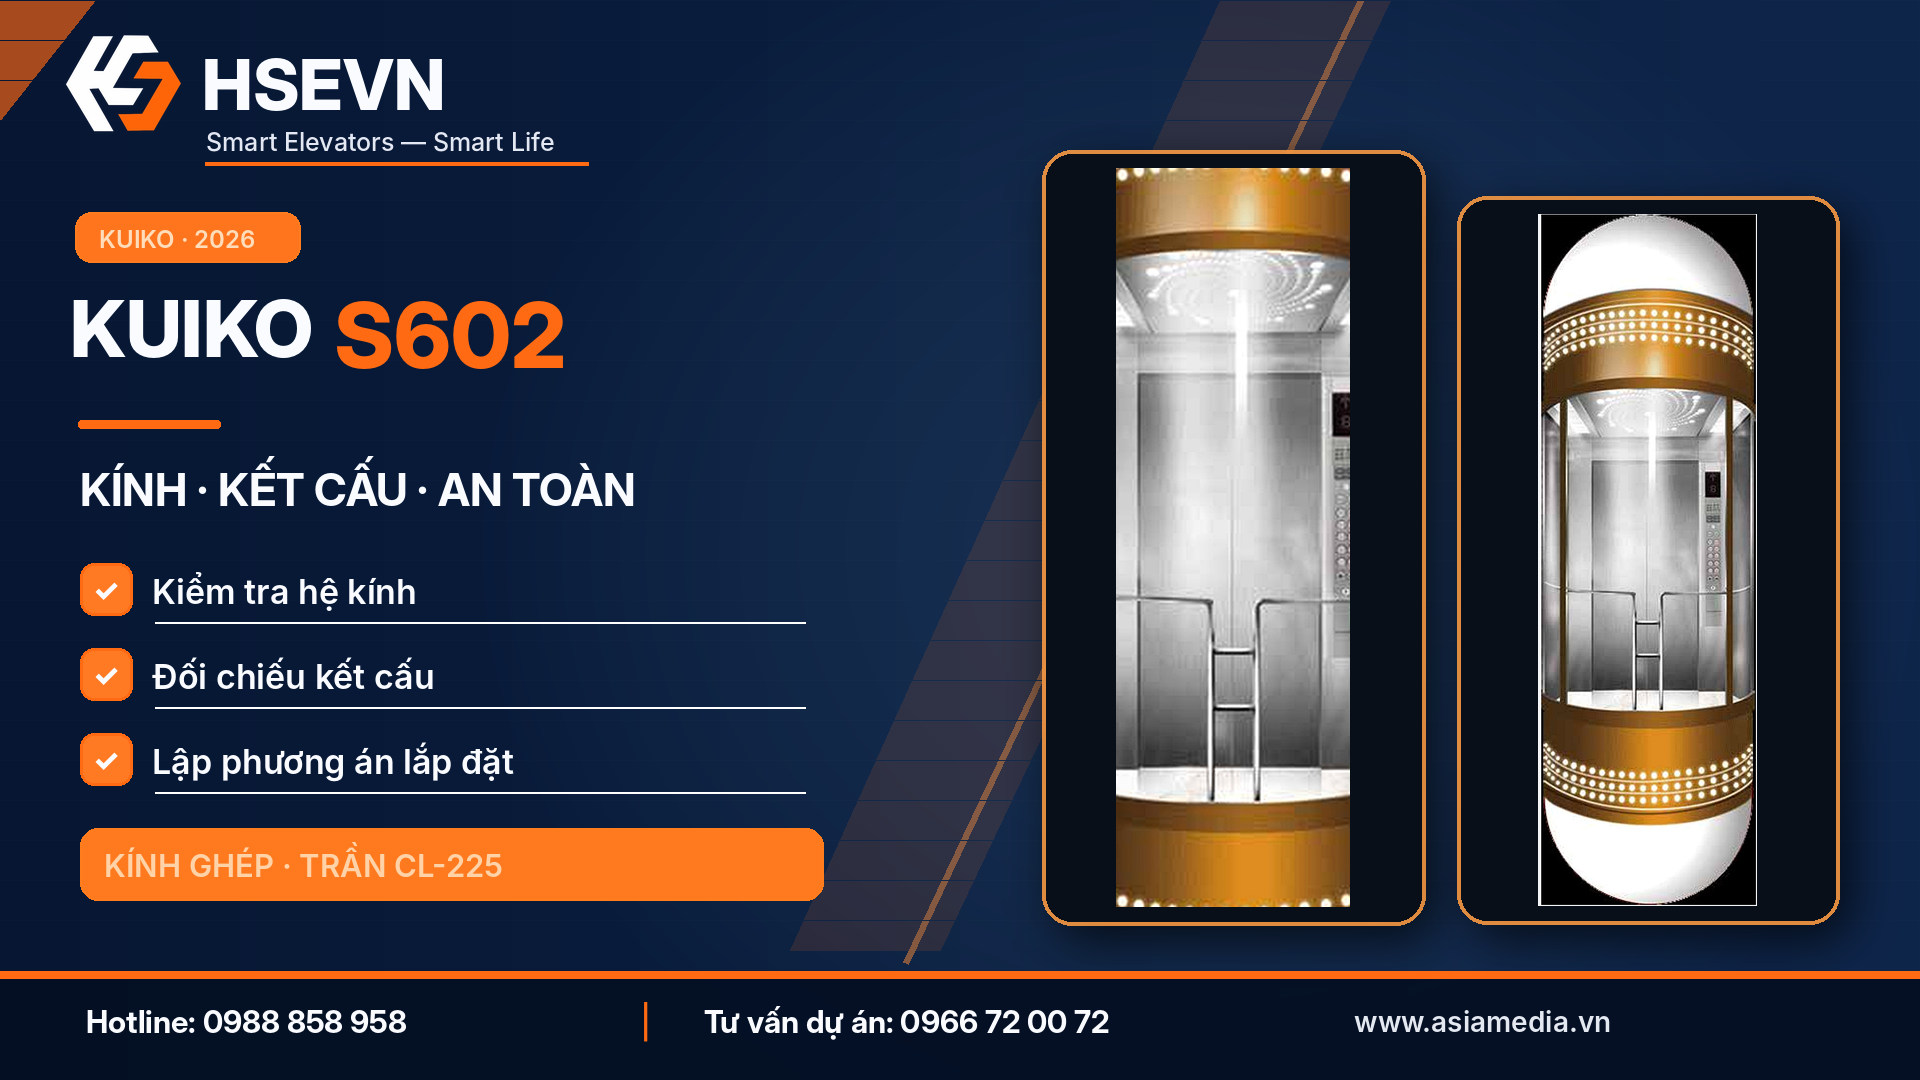 HSEVN
Smart Elevators — Smart Life
KUIKO · 2026
KUIKO S602
KÍNH · KẾT CẤU · AN TOÀN
Kiểm tra hệ kính
Đối chiếu kết cấu
Lập phương án lắp đặt
KÍNH GHÉP · TRẦN CL-225
Hotline: 0988 858 958
Tư vấn dự án: 0966 72 00 72
www.asiamedia.vn